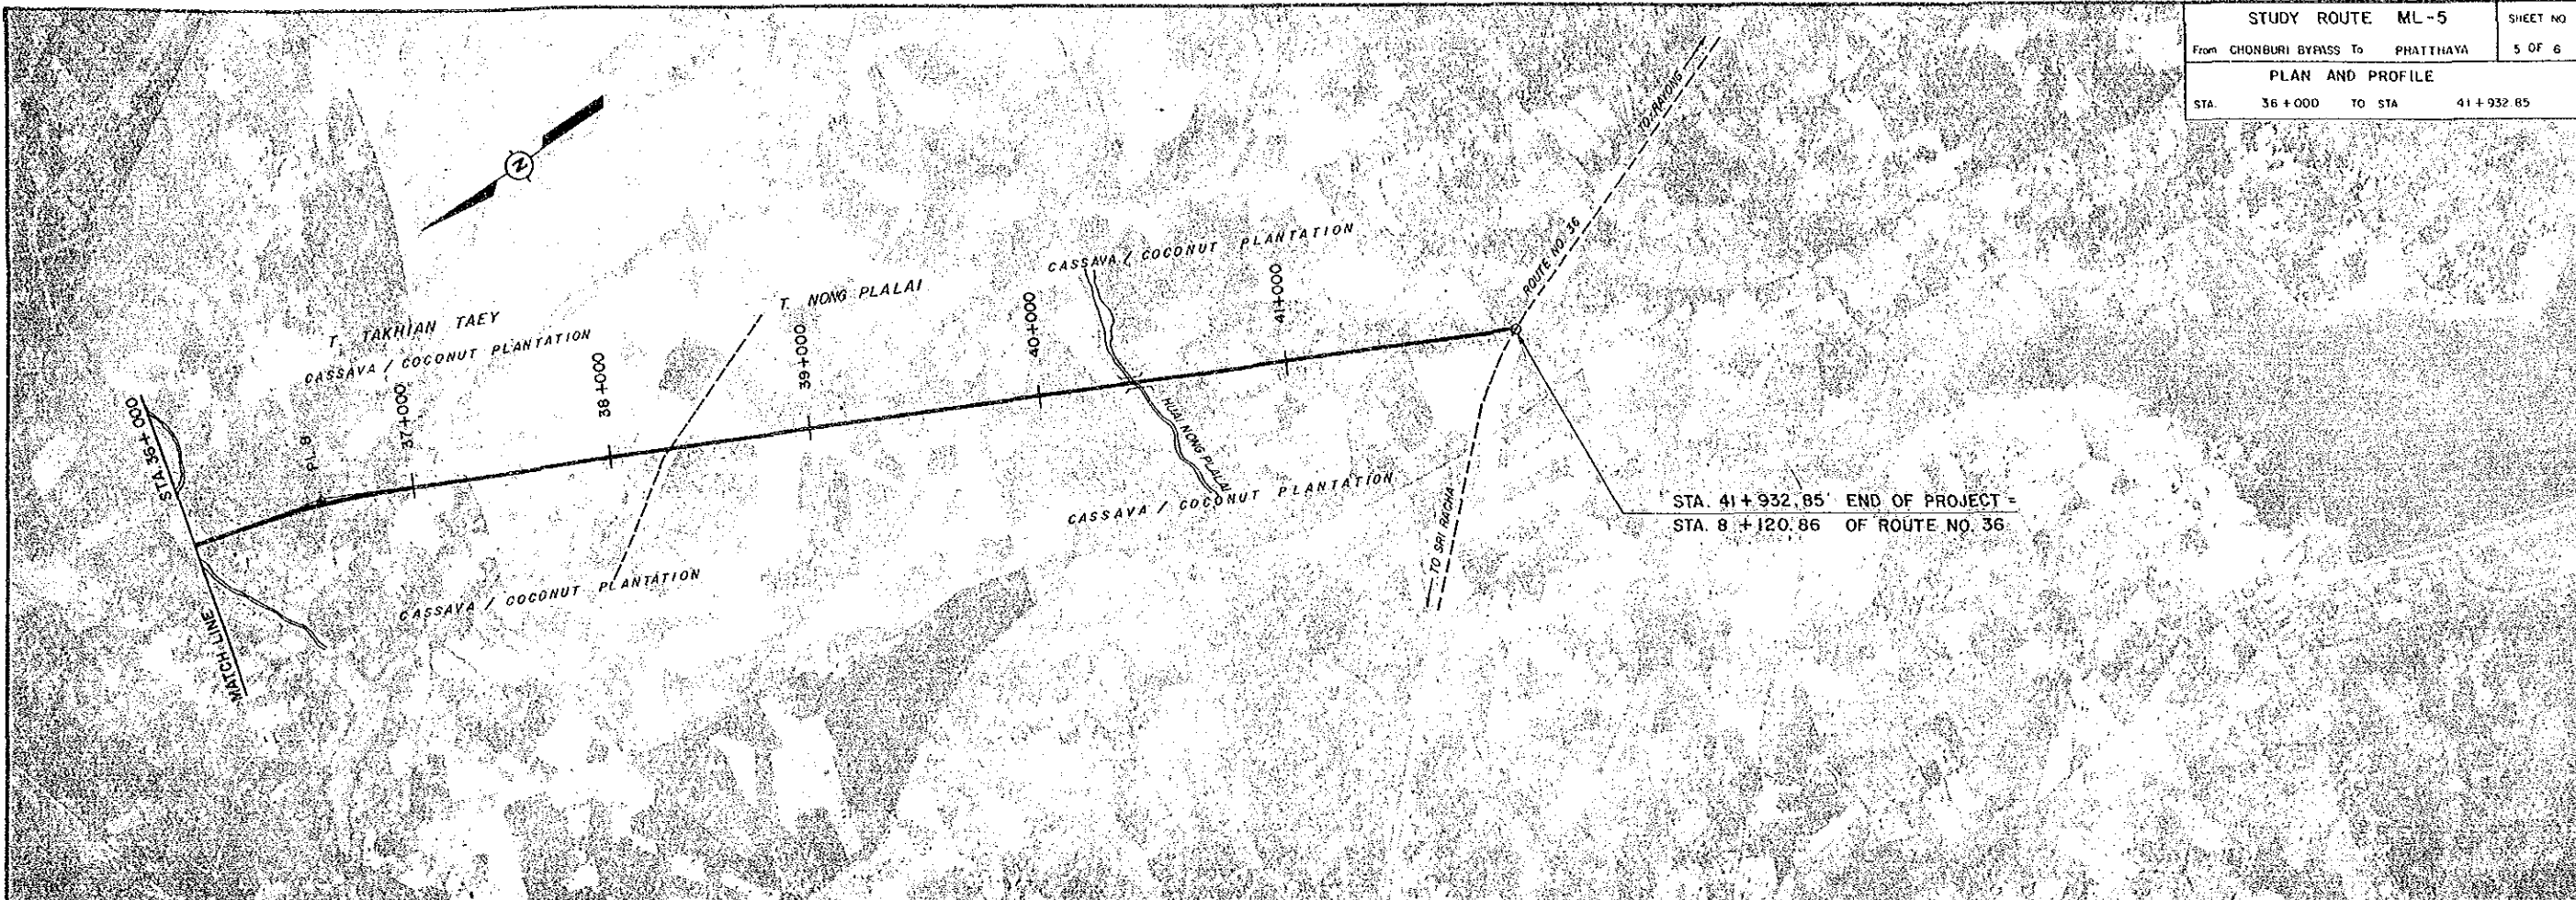 STUDY ROUTE ML-5
SHEET NO
From CHONBURI BYPASS To PHATTHAYA
5 OF 6
PLAN AND PROFILE
STA. 36+000 TO STA 41+932.85
N
TO RAYONG
ROUTE NO. 36
CASSAVA / COCONUT PLANTATION
T. NONG PLALAI
T. TAKHIAN TAEY
CASSAVA / COCONUT PLANTATION
STA. 36+000
P.I. 8
37+000
38+000
39+000
40+000
41+000
HUAI NONG PLALAI
CASSAVA / COCONUT PLANTATION
TO SRI RACHA
STA. 41+932.85 END OF PROJECT =
STA. 8+120.86 OF ROUTE NO. 36
CASSAVA / COCONUT PLANTATION
MATCH LINE